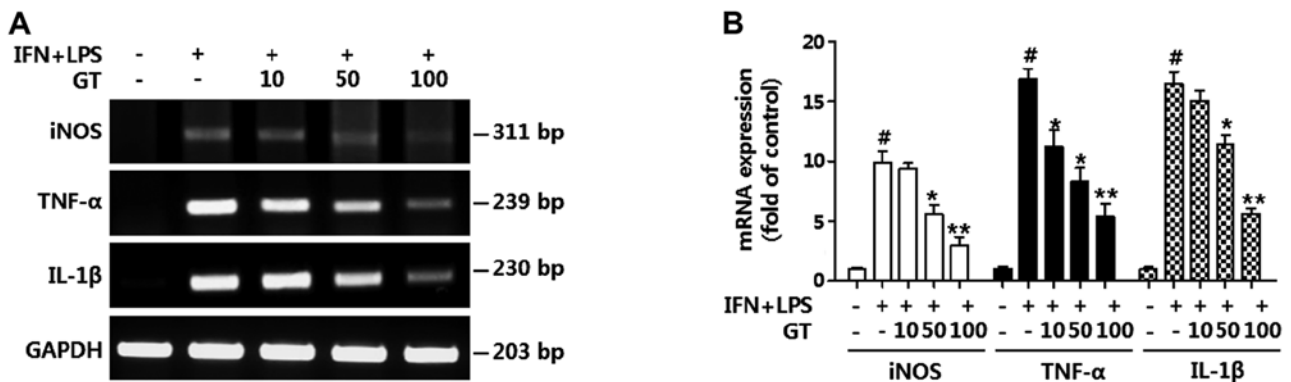 A
IFN+LPS - + + + +
GT - - 10 50 100
iNOS 311 bp
TNF-α 239 bp
IL-1β 230 bp
GAPDH 203 bp
B
mRNA expression
(fold of control)
20
15
10
5
0
# * **
# * * **
# * **
IFN+LPS - + + + + - + + + + - + + + +
GT - - 10 50 100 - - 10 50 100 - - 10 50 100
iNOS TNF-α IL-1β